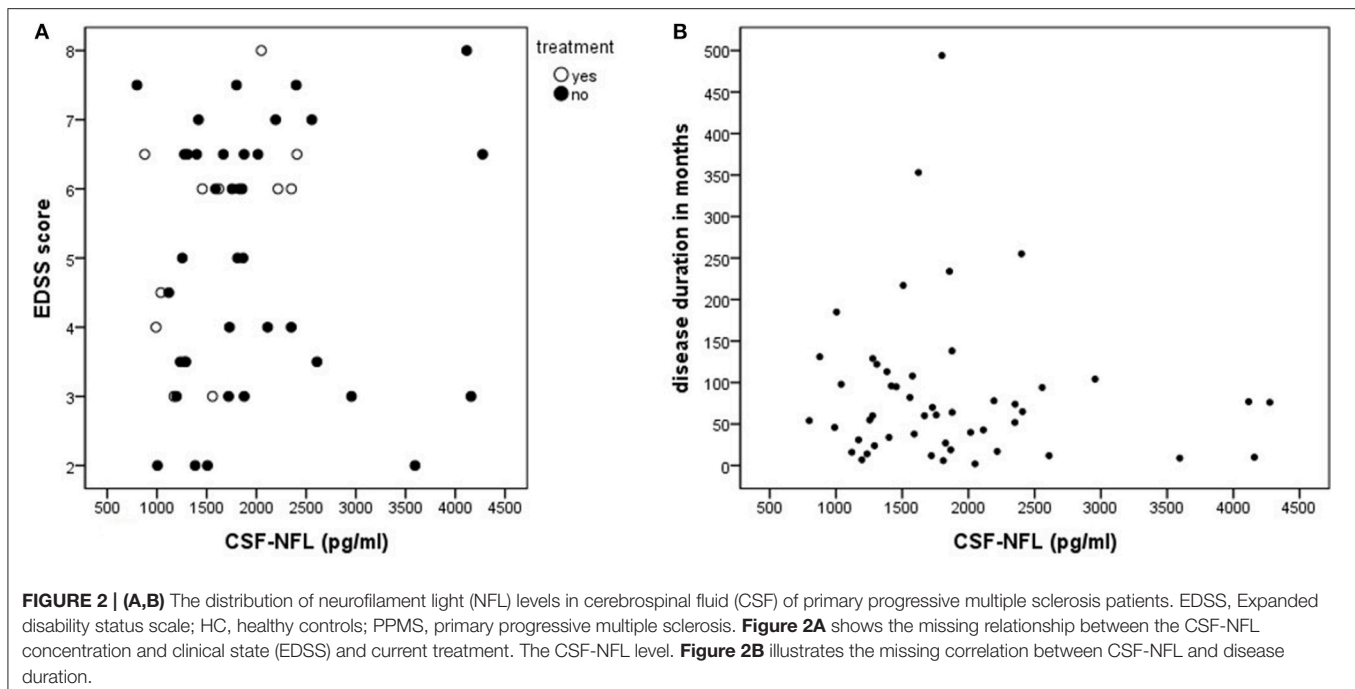 A
EDSS score
8
7
6
5
4
3
2
500 1000 1500 2000 2500 3000 3500 4000 4500
CSF-NFL (pg/ml)
treatment
yes
no
B
disease duration in months
500
450
400
350
300
250
200
150
100
50
0
500 1000 1500 2000 2500 3000 3500 4000 4500
CSF-NFL (pg/ml)
FIGURE 2 | (A,B) The distribution of neurofilament light (NFL) levels in cerebrospinal fluid (CSF) of primary progressive multiple sclerosis patients. EDSS, Expanded
disability status scale; HC, healthy controls; PPMS, primary progressive multiple sclerosis. Figure 2A shows the missing relationship between the CSF-NFL
concentration and clinical state (EDSS) and current treatment. The CSF-NFL level. Figure 2B illustrates the missing correlation between CSF-NFL and disease
duration.